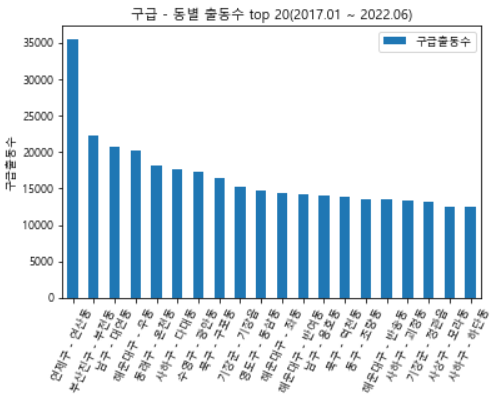 구급 - 동별 출동수 top 20(2017.01 ~ 2022.06)
구급출동수
구급출동수
35000
30000
25000
20000
15000
10000
5000
0
연제구 - 연산동
부산진구 - 부전동
남구 - 대연동
해운대구 - 우동
동래구 - 온천동
사하구 - 다대동
수영구 - 광안동
북구 - 구포동
기장군 - 기장읍
영도구 - 동삼동
해운대구 - 좌동
해운대구 - 반여동
남구 - 용호동
북구 - 덕천동
동구 - 초량동
해운대구 - 반송동
사하구 - 괴정동
기장군 - 정관읍
사상구 - 모라동
사하구 - 하단동